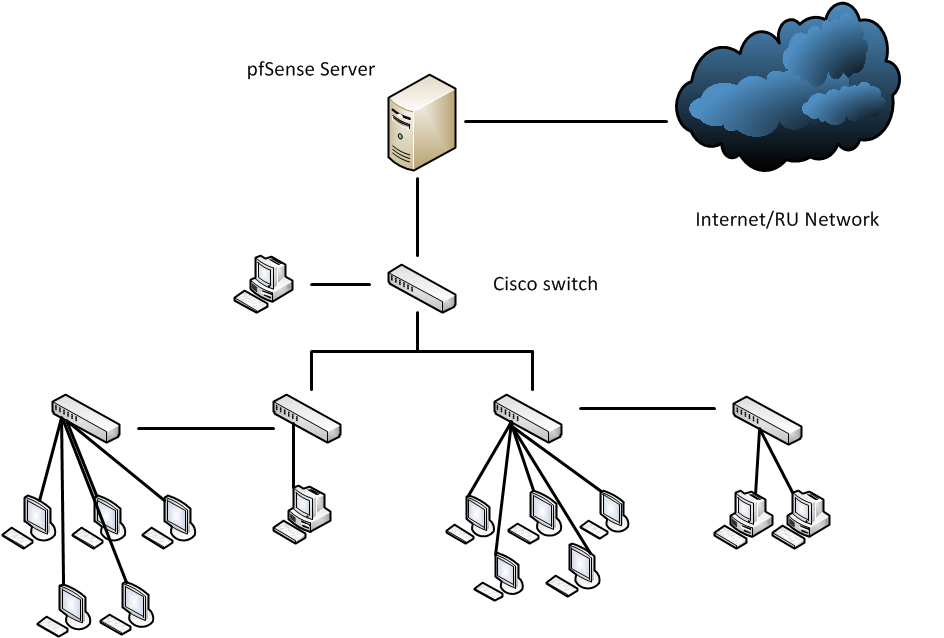 pfSense Server
Internet/RU Network
Cisco switch